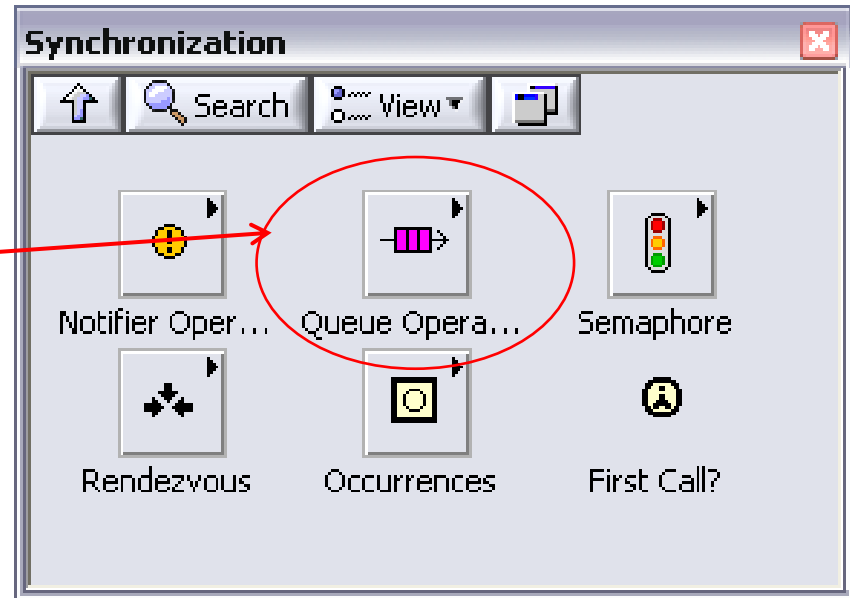 Synchronization
Search View
Notifier Oper... Queue Opera... Semaphore
Rendezvous Occurrences First Call?